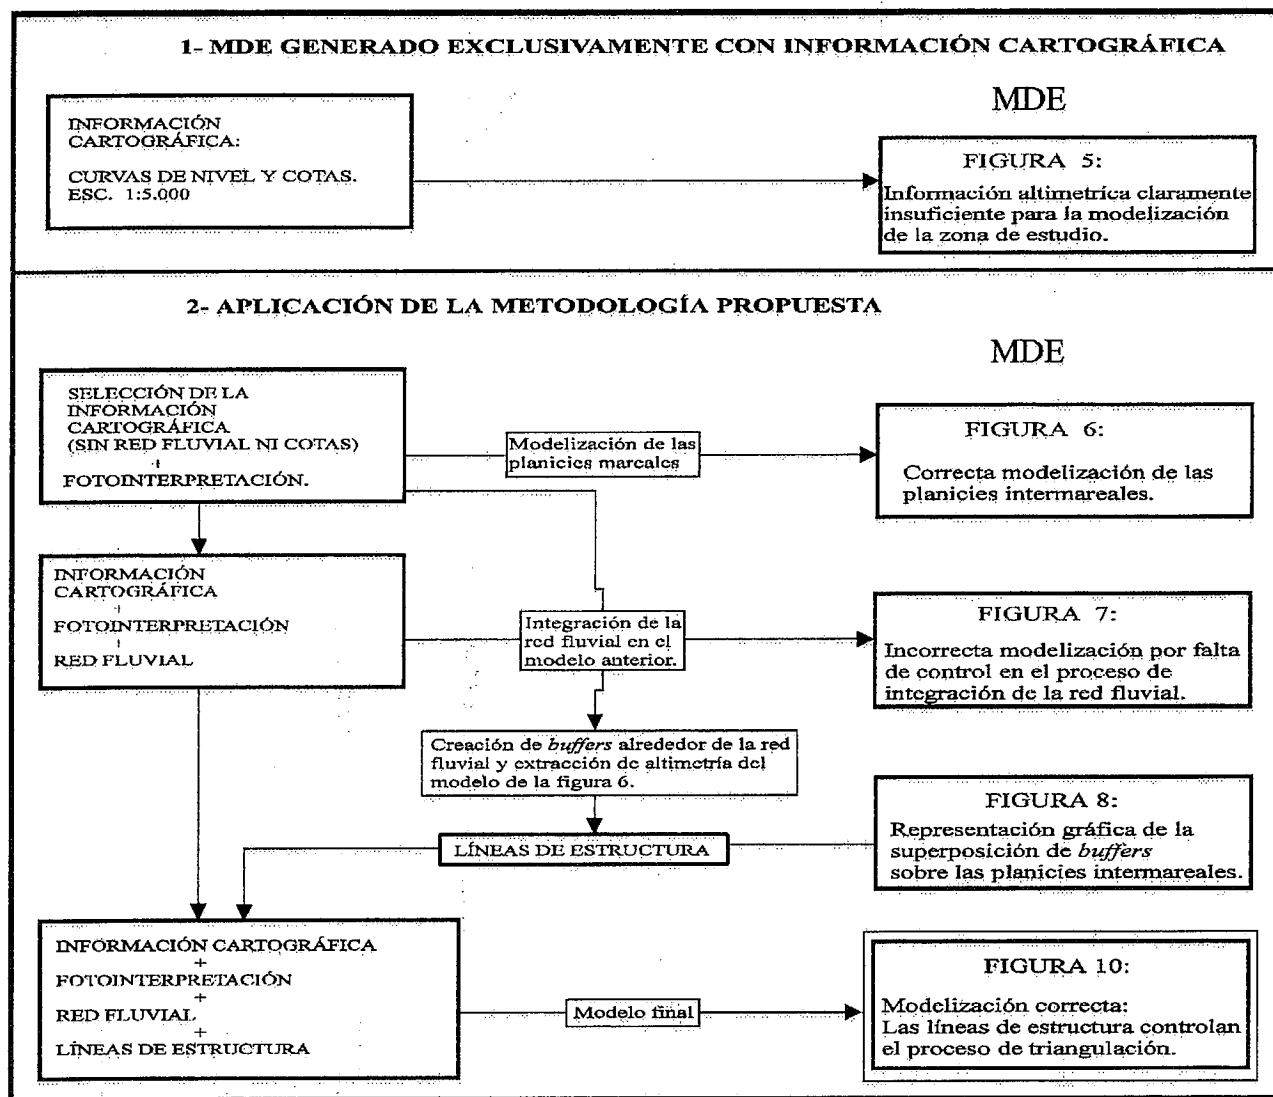 1- MDE GENERADO EXCLUSIVAMENTE CON INFORMACIÓN CARTOGRÁFICA
MDE
INFORMACIÓN
CARTOGRÁFICA:
CURVAS DE NIVEL Y COTAS.
ESC. 1:5.000
FIGURA 5:
Información altimetrica claramente
insuficiente para la modelización
de la zona de estudio.
2- APLICACIÓN DE LA METODOLOGÍA PROPUESTA
MDE
SELECCIÓN DE LA
INFORMACIÓN
CARTOGRÁFICA
(SIN RED FLUVIAL NI COTAS)
+
FOTOINTERPRETACIÓN.
Modelización de las
planicies mareales
FIGURA 6:
Correcta modelización de las
planicies intermareales.
INFORMACIÓN
CARTOGRÁFICA
+
FOTOINTERPRETACIÓN
+
RED FLUVIAL
Integración de la
red fluvial en el
modelo anterior.
FIGURA 7:
Incorrecta modelización por falta
de control en el proceso de
integración de la red fluvial.
Creación de buffers alrededor de la red
fluvial y extracción de altimetría del
modelo de la figura 6.
FIGURA 8:
Representación gráfica de la
superposición de buffers
sobre las planicies intermareales.
LÍNEAS DE ESTRUCTURA
INFORMACIÓN CARTOGRÁFICA
+
FOTOINTERPRETACIÓN
+
RED FLUVIAL
+
LÍNEAS DE ESTRUCTURA
Modelo final
FIGURA 10:
Modelización correcta:
Las líneas de estructura controlan
el proceso de triangulación.